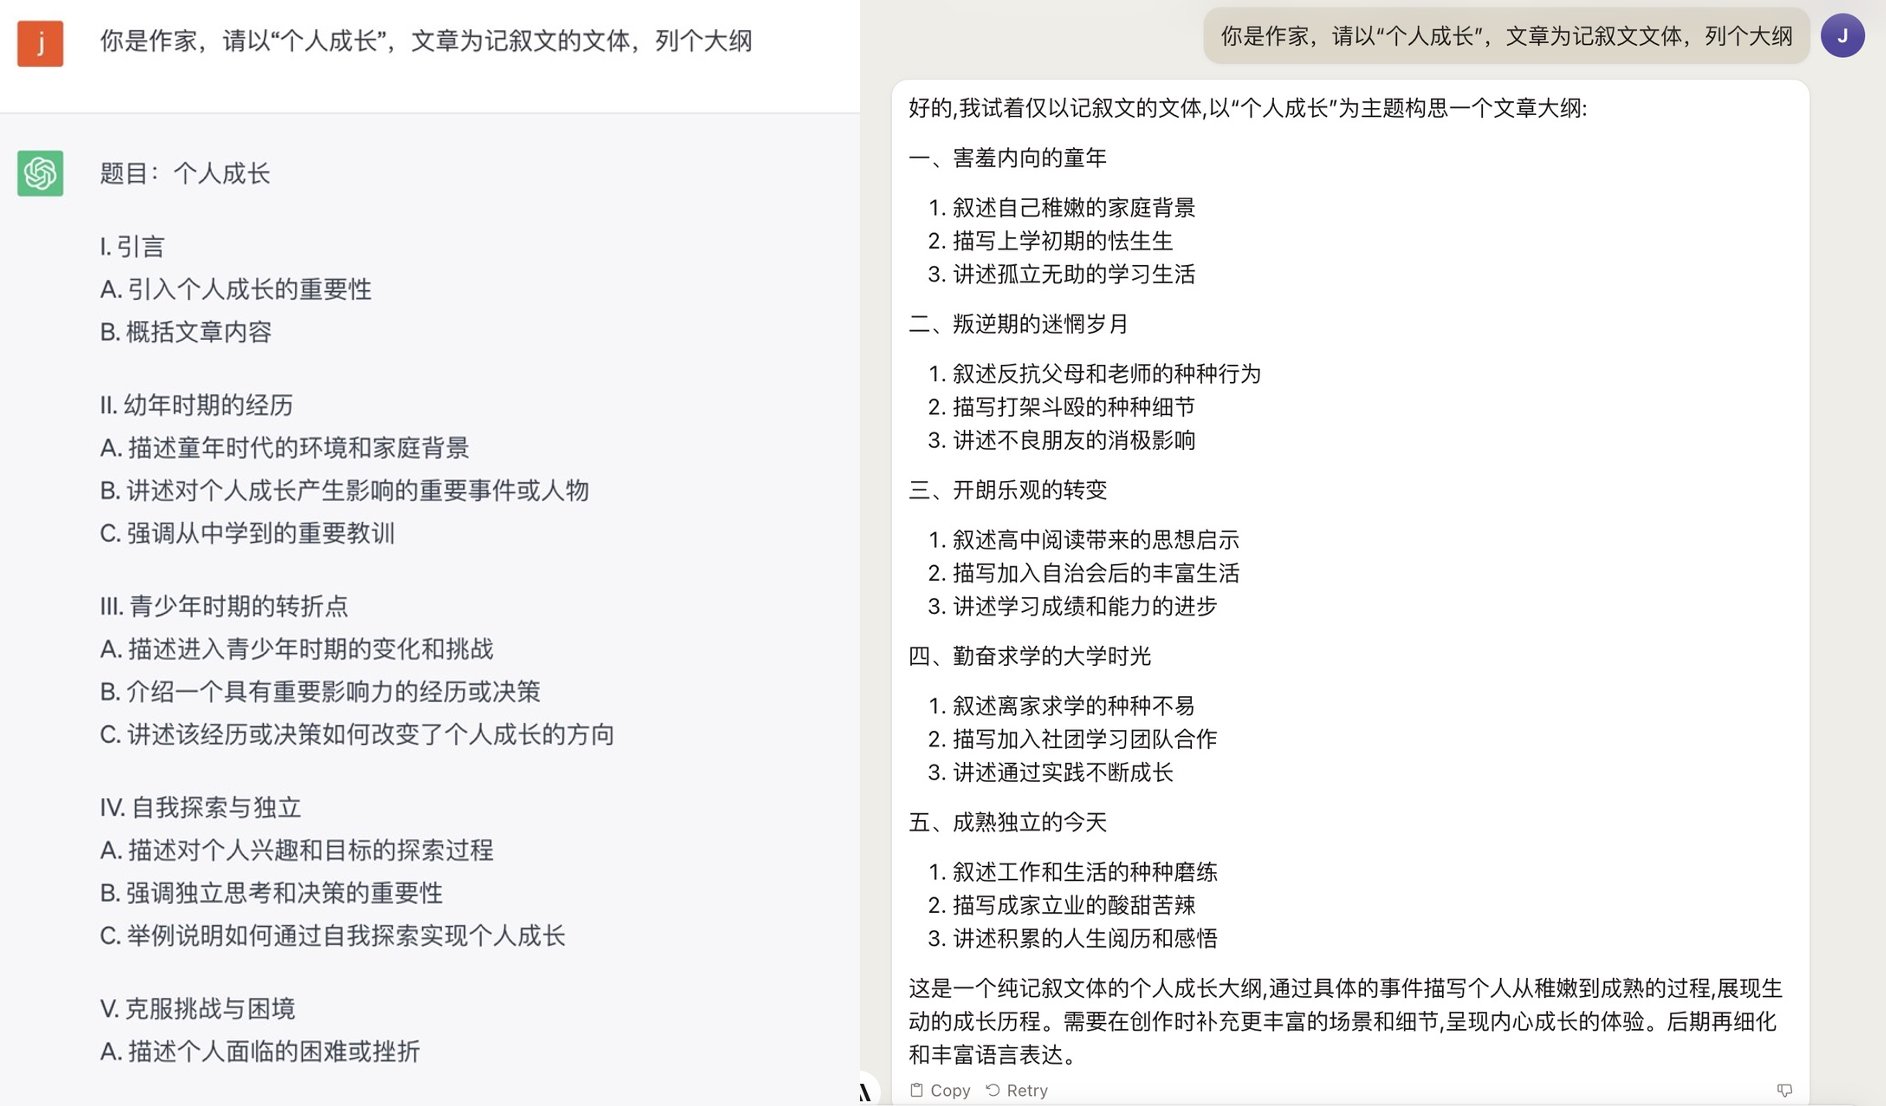 j
你是作家，请以“个人成长”，文章为记叙文的文体，列个大纲
题目：个人成长
I. 引言
A. 引入个人成长的重要性
B. 概括文章内容
II. 幼年时期的经历
A. 描述童年时代的环境和家庭背景
B. 讲述对个人成长产生影响的重要事件或人物
C. 强调从中学到的重要教训
III. 青少年时期的转折点
A. 描述进入青少年时期的变化和挑战
B. 介绍一个具有重要影响力的经历或决策
C. 讲述该经历或决策如何改变了个人成长的方向
IV. 自我探索与独立
A. 描述对个人兴趣和目标的探索过程
B. 强调独立思考和决策的重要性
C. 举例说明如何通过自我探索实现个人成长
V. 克服挑战与困境
A. 描述个人面临的困难或挫折
你是作家，请以“个人成长”，文章为记叙文文体，列个大纲
J
好的,我试着仅以记叙文的文体,以“个人成长”为主题构思一个文章大纲:
一、害羞内向的童年
1. 叙述自己稚嫩的家庭背景
2. 描写上学初期的怯生生
3. 讲述孤立无助的学习生活
二、叛逆期的迷惘岁月
1. 叙述反抗父母和老师的种种行为
2. 描写打架斗殴的种种细节
3. 讲述不良朋友的消极影响
三、开朗乐观的转变
1. 叙述高中阅读带来的思想启示
2. 描写加入自治会后的丰富生活
3. 讲述学习成绩和能力的进步
四、勤奋求学的大学时光
1. 叙述离家求学的种种不易
2. 描写加入社团学习团队合作
3. 讲述通过实践不断成长
五、成熟独立的今天
1. 叙述工作和生活的种种磨练
2. 描写成家立业的酸甜苦辣
3. 讲述积累的人生阅历和感悟
这是一个纯记叙文体的个人成长大纲,通过具体的事件描写个人从稚嫩到成熟的过程,展现生
动的成长历程。需要在创作时补充更丰富的场景和细节,呈现内心成长的体验。后期再细化
和丰富语言表达。
Copy Retry